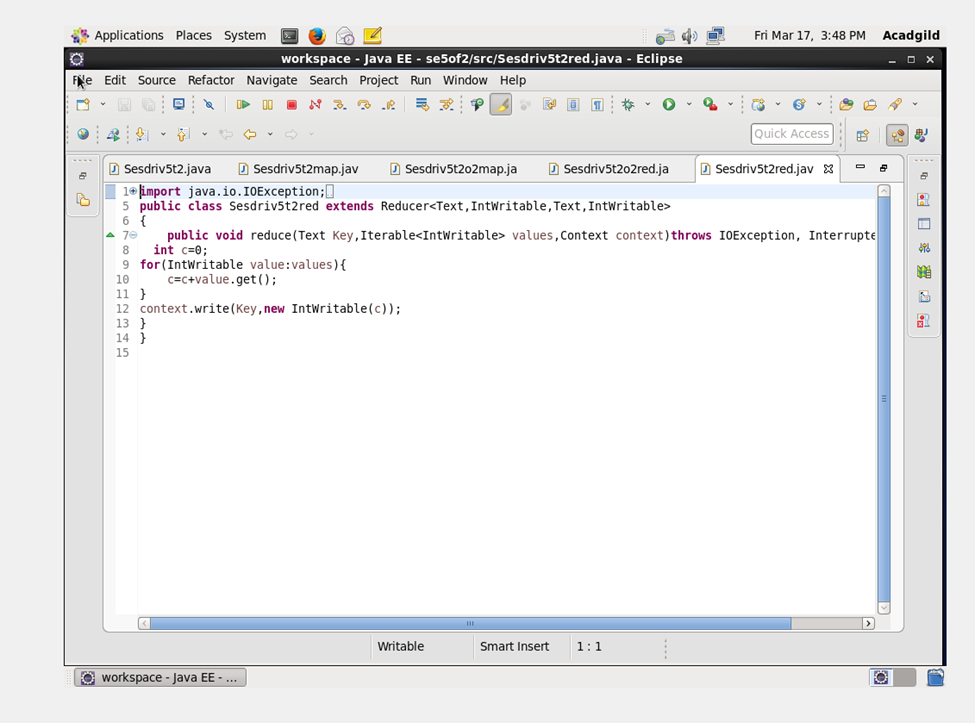 Applications Places System Fri Mar 17, 3:48 PM Acadgild
workspace - Java EE - se5of2/src/Sesdriv5t2red.java - Eclipse
File Edit Source Refactor Navigate Search Project Run Window Help
Quick Access
Sesdriv5t2.java Sesdriv5t2map.jav Sesdriv5t2o2map.ja Sesdriv5t2o2red.ja Sesdriv5t2red.jav
1 import java.io.IOException;
5 public class Sesdriv5t2red extends Reducer<Text,IntWritable,Text,IntWritable>
6 {
7 public void reduce(Text Key,Iterable<IntWritable> values,Context context)throws IOException, Interrupte
8 int c=0;
9 for(IntWritable value:values){
10 c=c+value.get();
11 }
12 context.write(Key,new IntWritable(c));
13 }
14 }
15
Writable Smart Insert 1 : 1
workspace - Java EE - ...